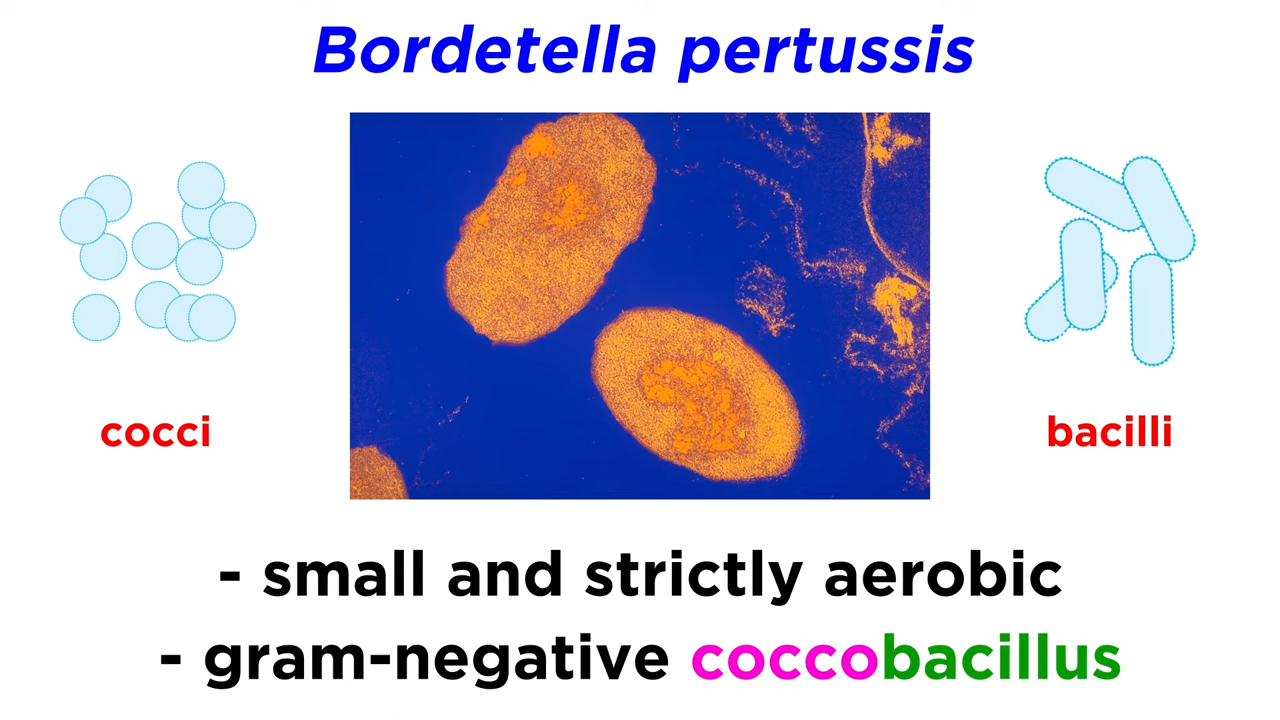 Bordetella pertussis
cocci
bacilli
- small and strictly aerobic
- gram-negative coccobacillus